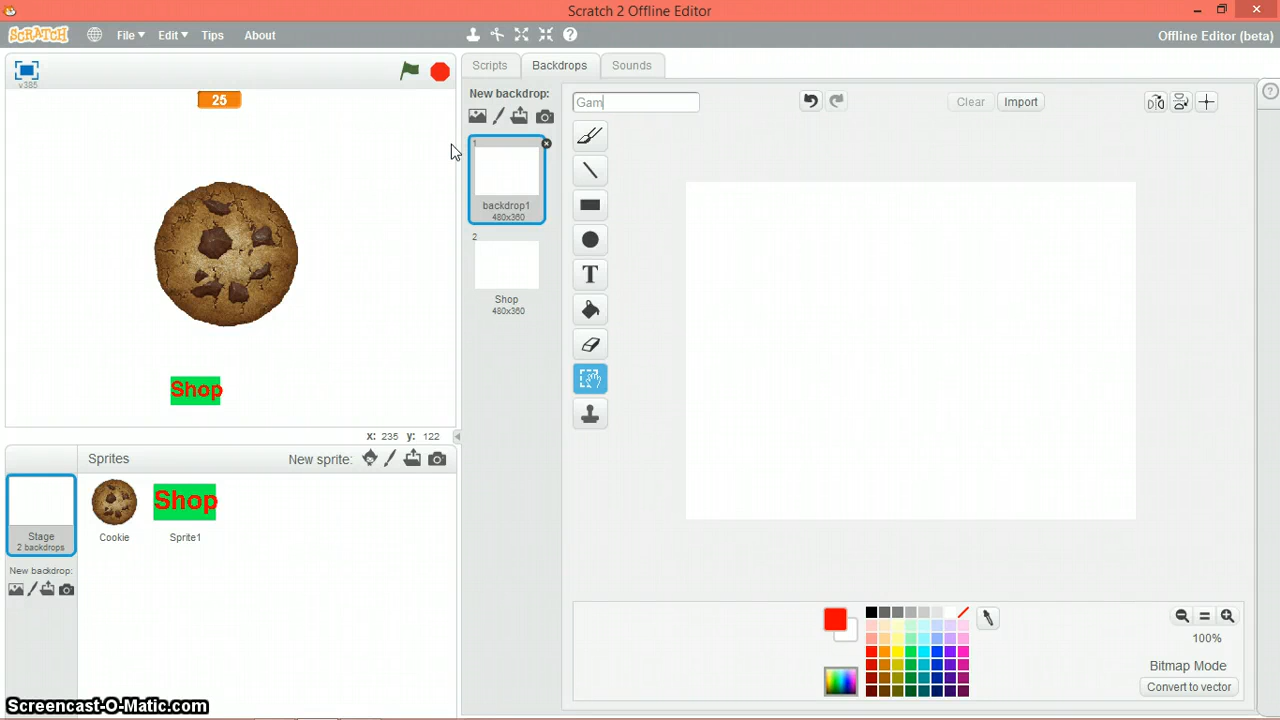 Scratch 2 Offline Editor
SCRATCH File Edit Tips About Offline Editor (beta)
v385
Scripts Backdrops Sounds
New backdrop:
Gam
Clear Import
25
1
backdrop1
480x360
2
Shop
480x360
Shop
x: 235 y: 122
Sprites New sprite:
Shop
Stage
2 backdrops
Cookie Sprite1
New backdrop:
T
100%
Bitmap Mode
Convert to vector
Screencast-O-Matic.com